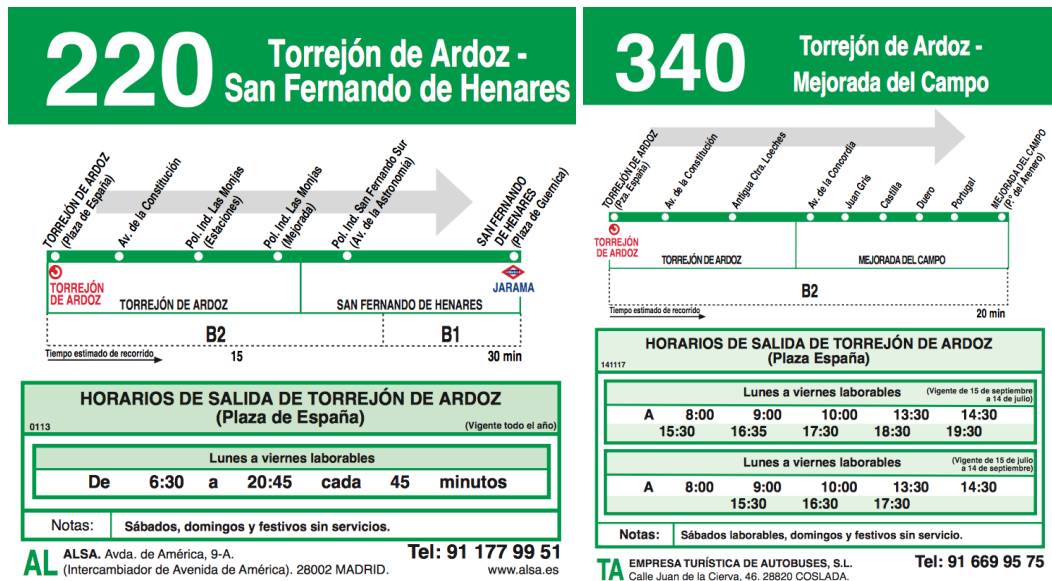 220
Torrejón de Ardoz -
San Fernando de Henares
TORREJÓN DE ARDOZ
(Plaza de España)
Av. de la Constitución
Pol. Ind. Las Monjas
(Estaciones)
Pol. Ind. Las Monjas
(Mejorada)
Pol. Ind. San Fernando Sur
(Av. de la Astronomía)
SAN FERNANDO
DE HENARES
(Plaza de Guernica)
TORREJÓN
DE ARDOZ
JARAMA
TORREJÓN DE ARDOZ
SAN FERNANDO DE HENARES
B2 B1
Tiempo estimado de recorrido 15 30 min
HORARIOS DE SALIDA DE TORREJÓN DE ARDOZ
(Plaza de España)
0113 (Vigente todo el año)
Lunes a viernes laborables
De 6:30 a 20:45 cada 45 minutos
Notas: Sábados, domingos y festivos sin servicios.
AL
ALSA. Avda. de América, 9-A.
(Intercambiador de Avenida de América). 28002 MADRID.
Tel: 91 177 99 51
www.alsa.es
340
Torrejón de Ardoz -
Mejorada del Campo
TORREJÓN DE ARDOZ
(Pza. España)
Av. de la Constitución
Antigua Ctra. Loeches
Av. de la Concordia
Juan Gris
Castilla
Duero
Portugal
MEJORADA DEL CAMPO
(Pº. del Arenero)
TORREJÓN
DE ARDOZ
TORREJÓN DE ARDOZ
MEJORADA DEL CAMPO
B2
Tiempo estimado de recorrido 20 min
HORARIOS DE SALIDA DE TORREJÓN DE ARDOZ
(Plaza España)
141117
Lunes a viernes laborables (Vigente de 15 de septiembre
a 14 de julio)
A 8:00 9:00 10:00 13:30 14:30
15:30 16:35 17:30 18:30 19:30
Lunes a viernes laborables (Vigente de 15 de julio
a 14 de septiembre)
A 8:00 9:00 10:00 13:30 14:30
15:30 16:30 17:30
Notas: Sábados laborables, domingos y festivos sin servicio.
TA
EMPRESA TURÍSTICA DE AUTOBUSES, S.L.
Calle Juan de la Cierva, 46. 28820 COSLADA.
Tel: 91 669 95 75